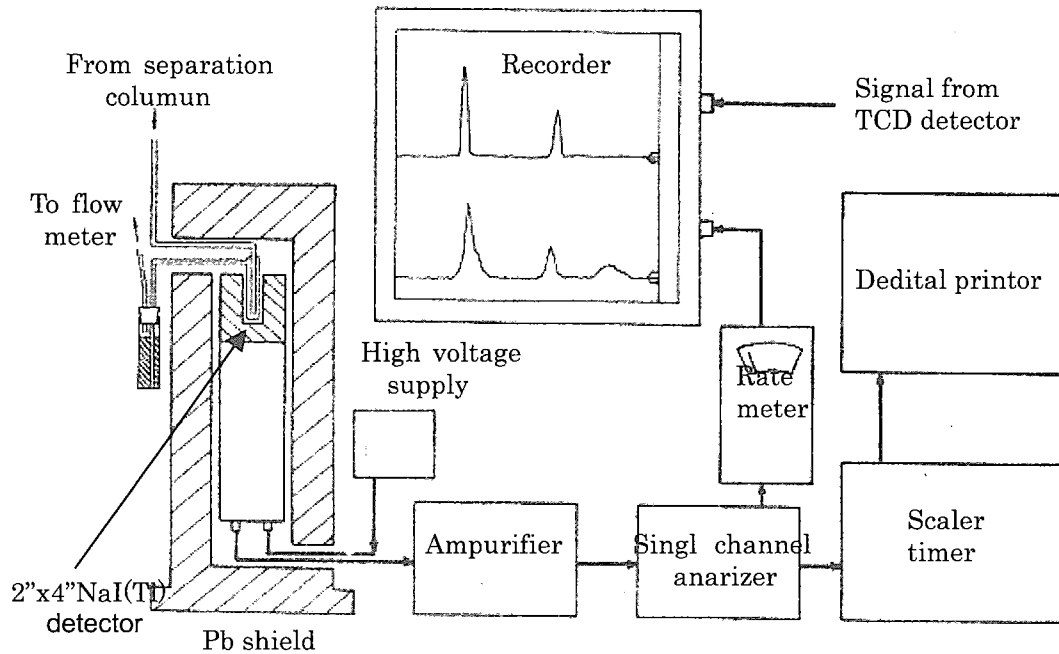 From separation
columun
To flow
meter
Recorder
Signal from
TCD detector
Dedital printor
High voltage
supply
Rate
meter
Ampurifier
Singl channel
anarizer
Scaler
timer
2”x4”NaI(Tl)
detector
Pb shield